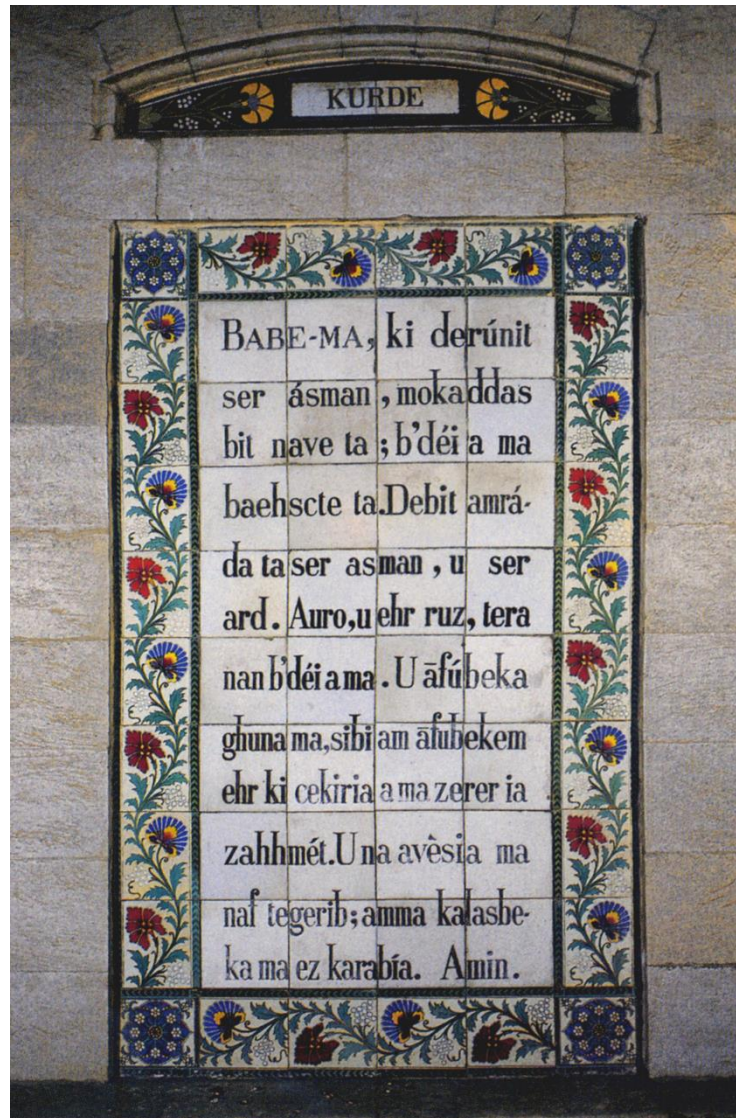 KURDE
BABE-MA, ki derúnit
ser ásman, mokaddas
bit nave ta; b'déi a ma
baehscte ta. Debit amrá-
da ta ser asman, u ser
ard. Auro, u ehr ruz, tera
nan b'déi a ma. U āfúbeka
ghuna ma, sibi am āfubekem
ehr ki cekiria a ma zerer ia
zahhmét. U na avèsia ma
naf tegerib; amma kalasbe-
ka ma ez karabía. Amin.